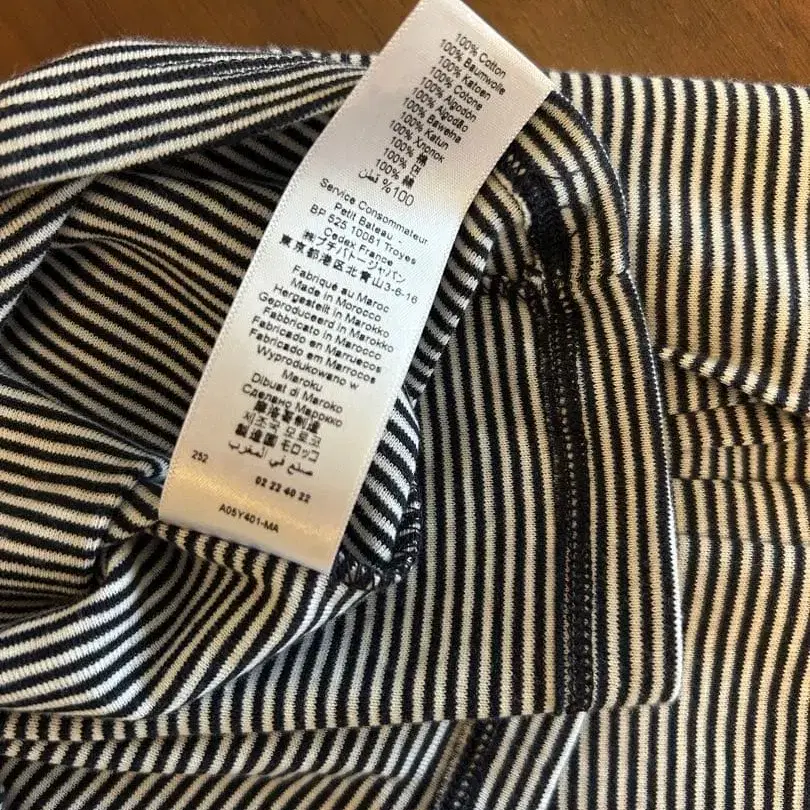 100% Cotton
100% Baumwolle
100% Katoen
100% Cotone
100% Algodón
100% Algodão
100% Bawełna
100% Katun
100% Хлопок
100% 棉
100% 면
100% 綿
100% قطن
Service Consommateur
Petit Bateau -
BP 525 10081 Troyes
Cedex France
㈱プチバトージャパン
東京都港区北青山3-6-16
Fabriqué au Maroc
Made in Morocco
Hergestellt in Marokko
Geproduceerd in Marokko
Fabbricato in Marocco
Fabricado en Marruecos
Fabricado em Marrocos
Wyprodukowano w
Maroku
Dibuat di Maroko
Сделано Марокко
摩洛哥制造
제조국 모로코
製造国 モロッコ
صنع في المغرب
252
02 22 40 22
A05Y401-MA